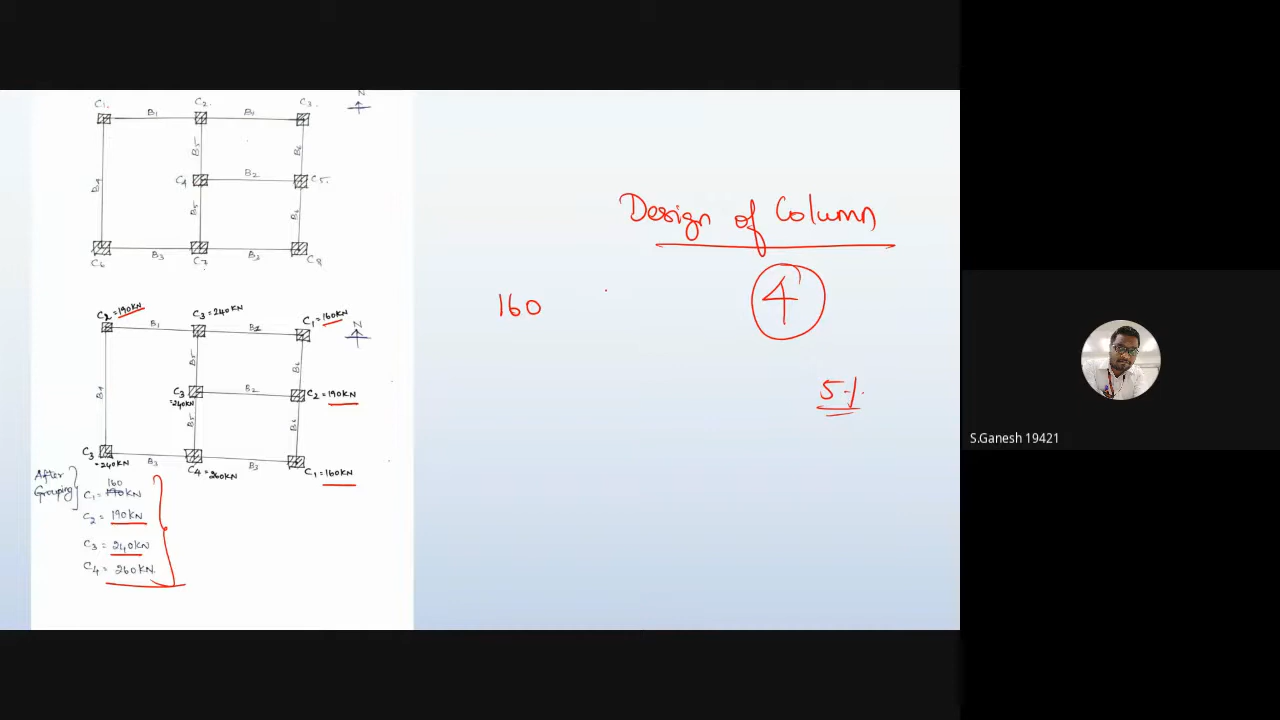 C1. C2. C3. N
B1 B1
B5 B6
B4 C4 B2 C5.
B5 B6
C6 B3 C7 B3 C8
C2 = 190KN C3 = 240KN C1 = 160KN N
B1 B2
B5 B6
B4 C3 = 240KN B2 C2 = 190KN
B5 B6
C3 = 240KN B3 C4 = 260KN B3 C1 = 160KN
After Grouping
160
C1 = 190KN
C2 = 190KN
C3 = 240KN
C4 = 260KN.
Design of Column
4
160
5%
S.Ganesh 19421